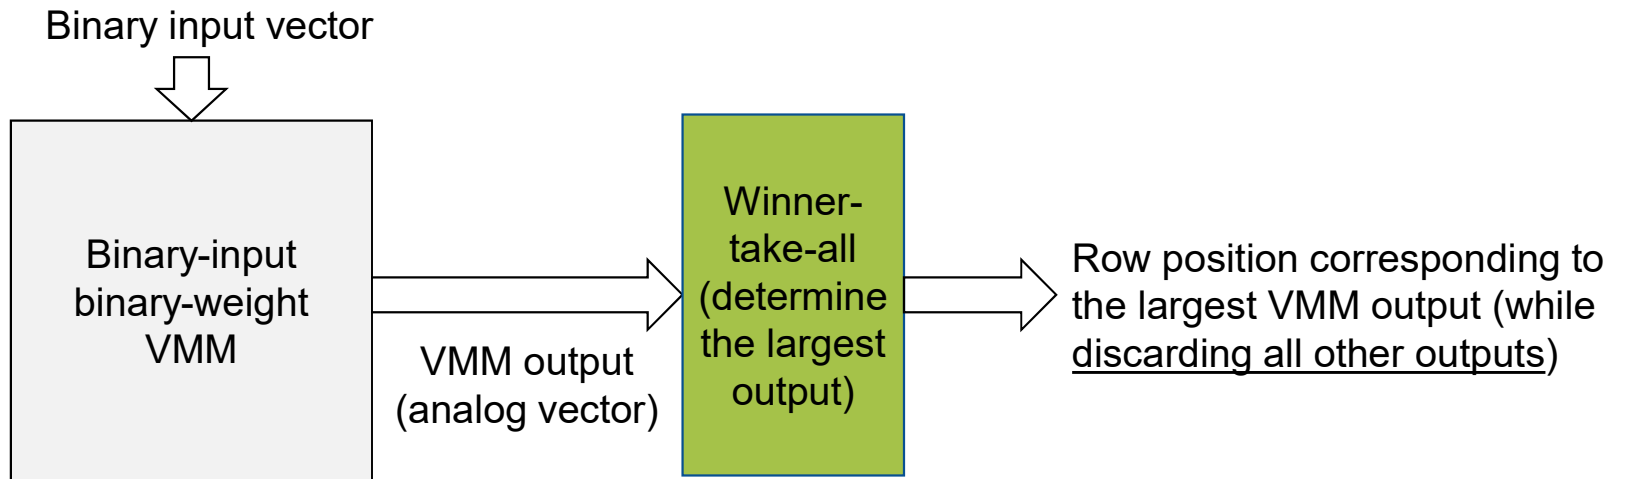 Binary input vector
Binary-input
binary-weight
VMM
VMM output
(analog vector)
Winner-
take-all
(determine
the largest
output)
Row position corresponding to
the largest VMM output (while
discarding all other outputs)